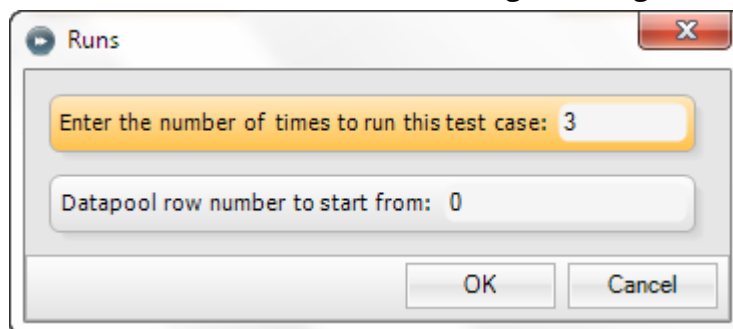 Runs
Enter the number of times to run this test case: 3
Datapool row number to start from: 0
OK Cancel